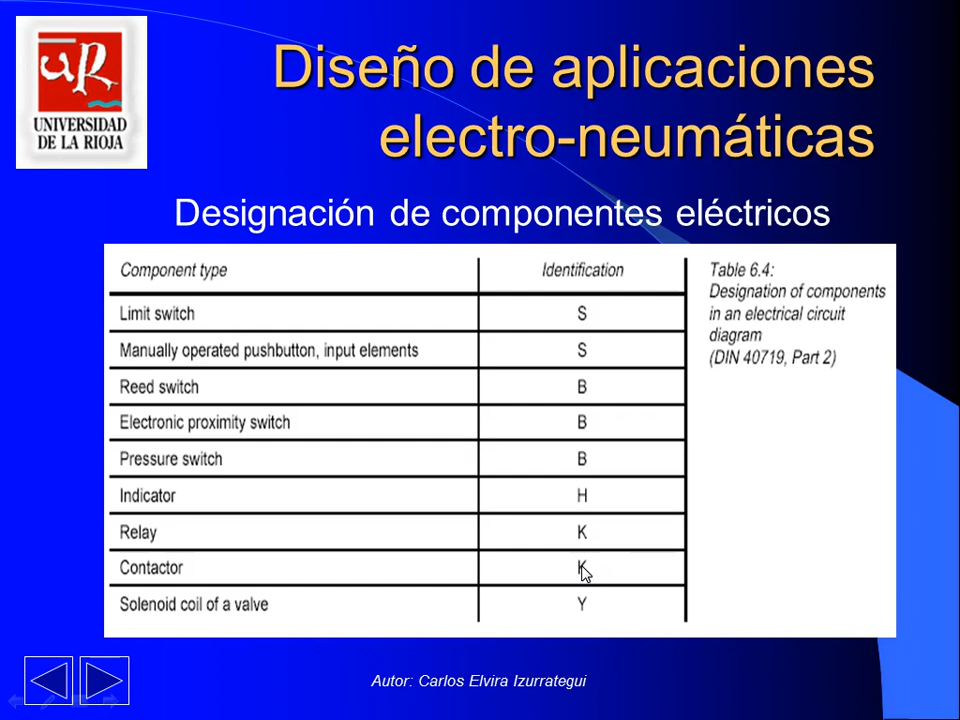 UNIVERSIDAD
DE LA RIOJA
Diseño de aplicaciones
electro-neumáticas
Designación de componentes eléctricos
Component type Identification
Limit switch S
Manually operated pushbutton, input elements S
Reed switch B
Electronic proximity switch B
Pressure switch B
Indicator H
Relay K
Contactor K
Solenoid coil of a valve Y
Table 6.4:
Designation of components
in an electrical circuit
diagram
(DIN 40719, Part 2)
Autor: Carlos Elvira Izurrategui